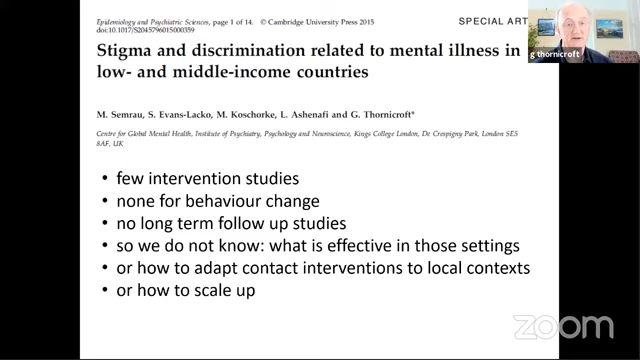 Epidemiology and Psychiatric Sciences, page 1 of 14. © Cambridge University Press 2015
doi:10.1017/S2045796015000359
SPECIAL ART
Stigma and discrimination related to mental illness in
low- and middle-income countries
g thornicroft
M. Semrau, S. Evans-Lacko, M. Koschorke, L. Ashenafi and G. Thornicroft*
Centre for Global Mental Health, Institute of Psychiatry, Psychology and Neuroscience, Kings College London, De Crespigny Park, London SE5
8AF, UK
• few intervention studies
• none for behaviour change
• no long term follow up studies
• so we do not know: what is effective in those settings
• or how to adapt contact interventions to local contexts
• or how to scale up
zoom